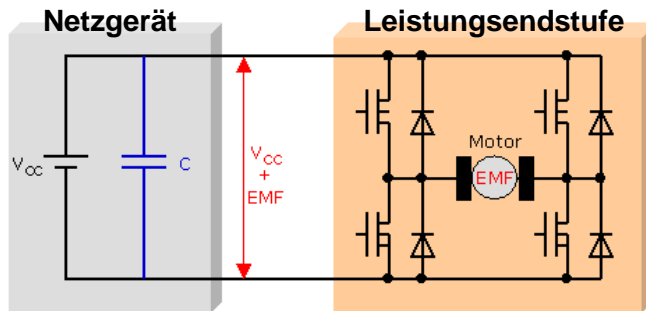 Netzgerät
Leistungsendstufe
Motor
VCC
C
VCC
+
EMF
EMF